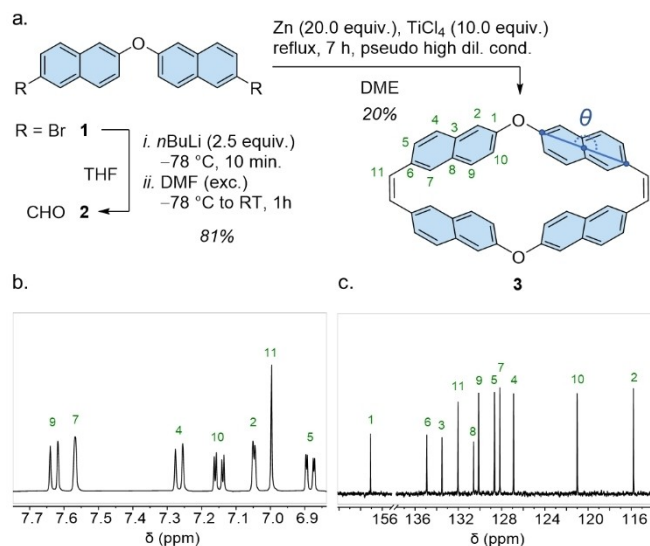 a.
Zn (20.0 equiv.), TiCl4 (10.0 equiv.)
reflux, 7 h, pseudo high dil. cond.
O
R
R
DME
20%
R = Br 1
i. nBuLi (2.5 equiv.)
−78 °C, 10 min.
THF
ii. DMF (exc.)
−78 °C to RT, 1h
CHO 2
81%
O
θ
1
2
3
4
5
6
7
8
9
10
11
O
3
b.
9
7
4
10
2
11
5
7.7 7.6 7.5 7.4 7.3 7.2 7.1 7.0 6.9
δ (ppm)
c.
1
6
3
11
8
9
5
7
4
10
2
156 136 132 128 124 120 116
δ (ppm)